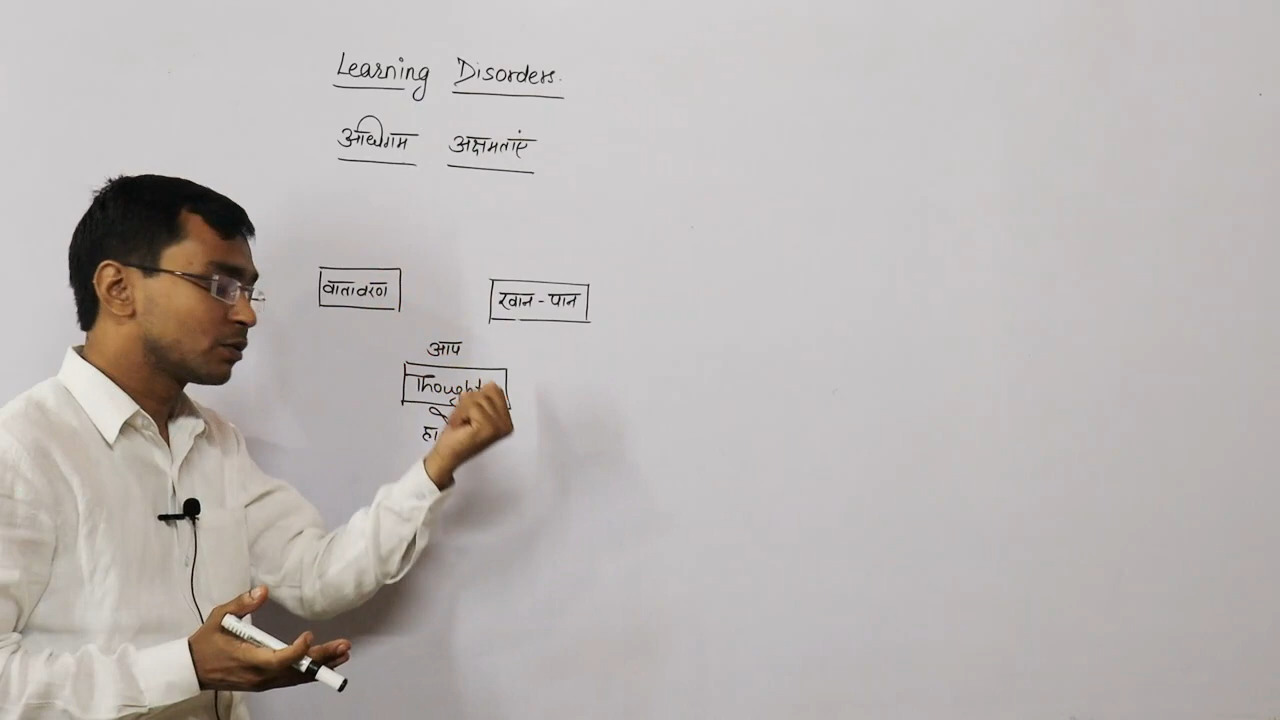 Learning Disorders.
अधिगम अक्षमताएं
वातावरण
खान - पान
आप